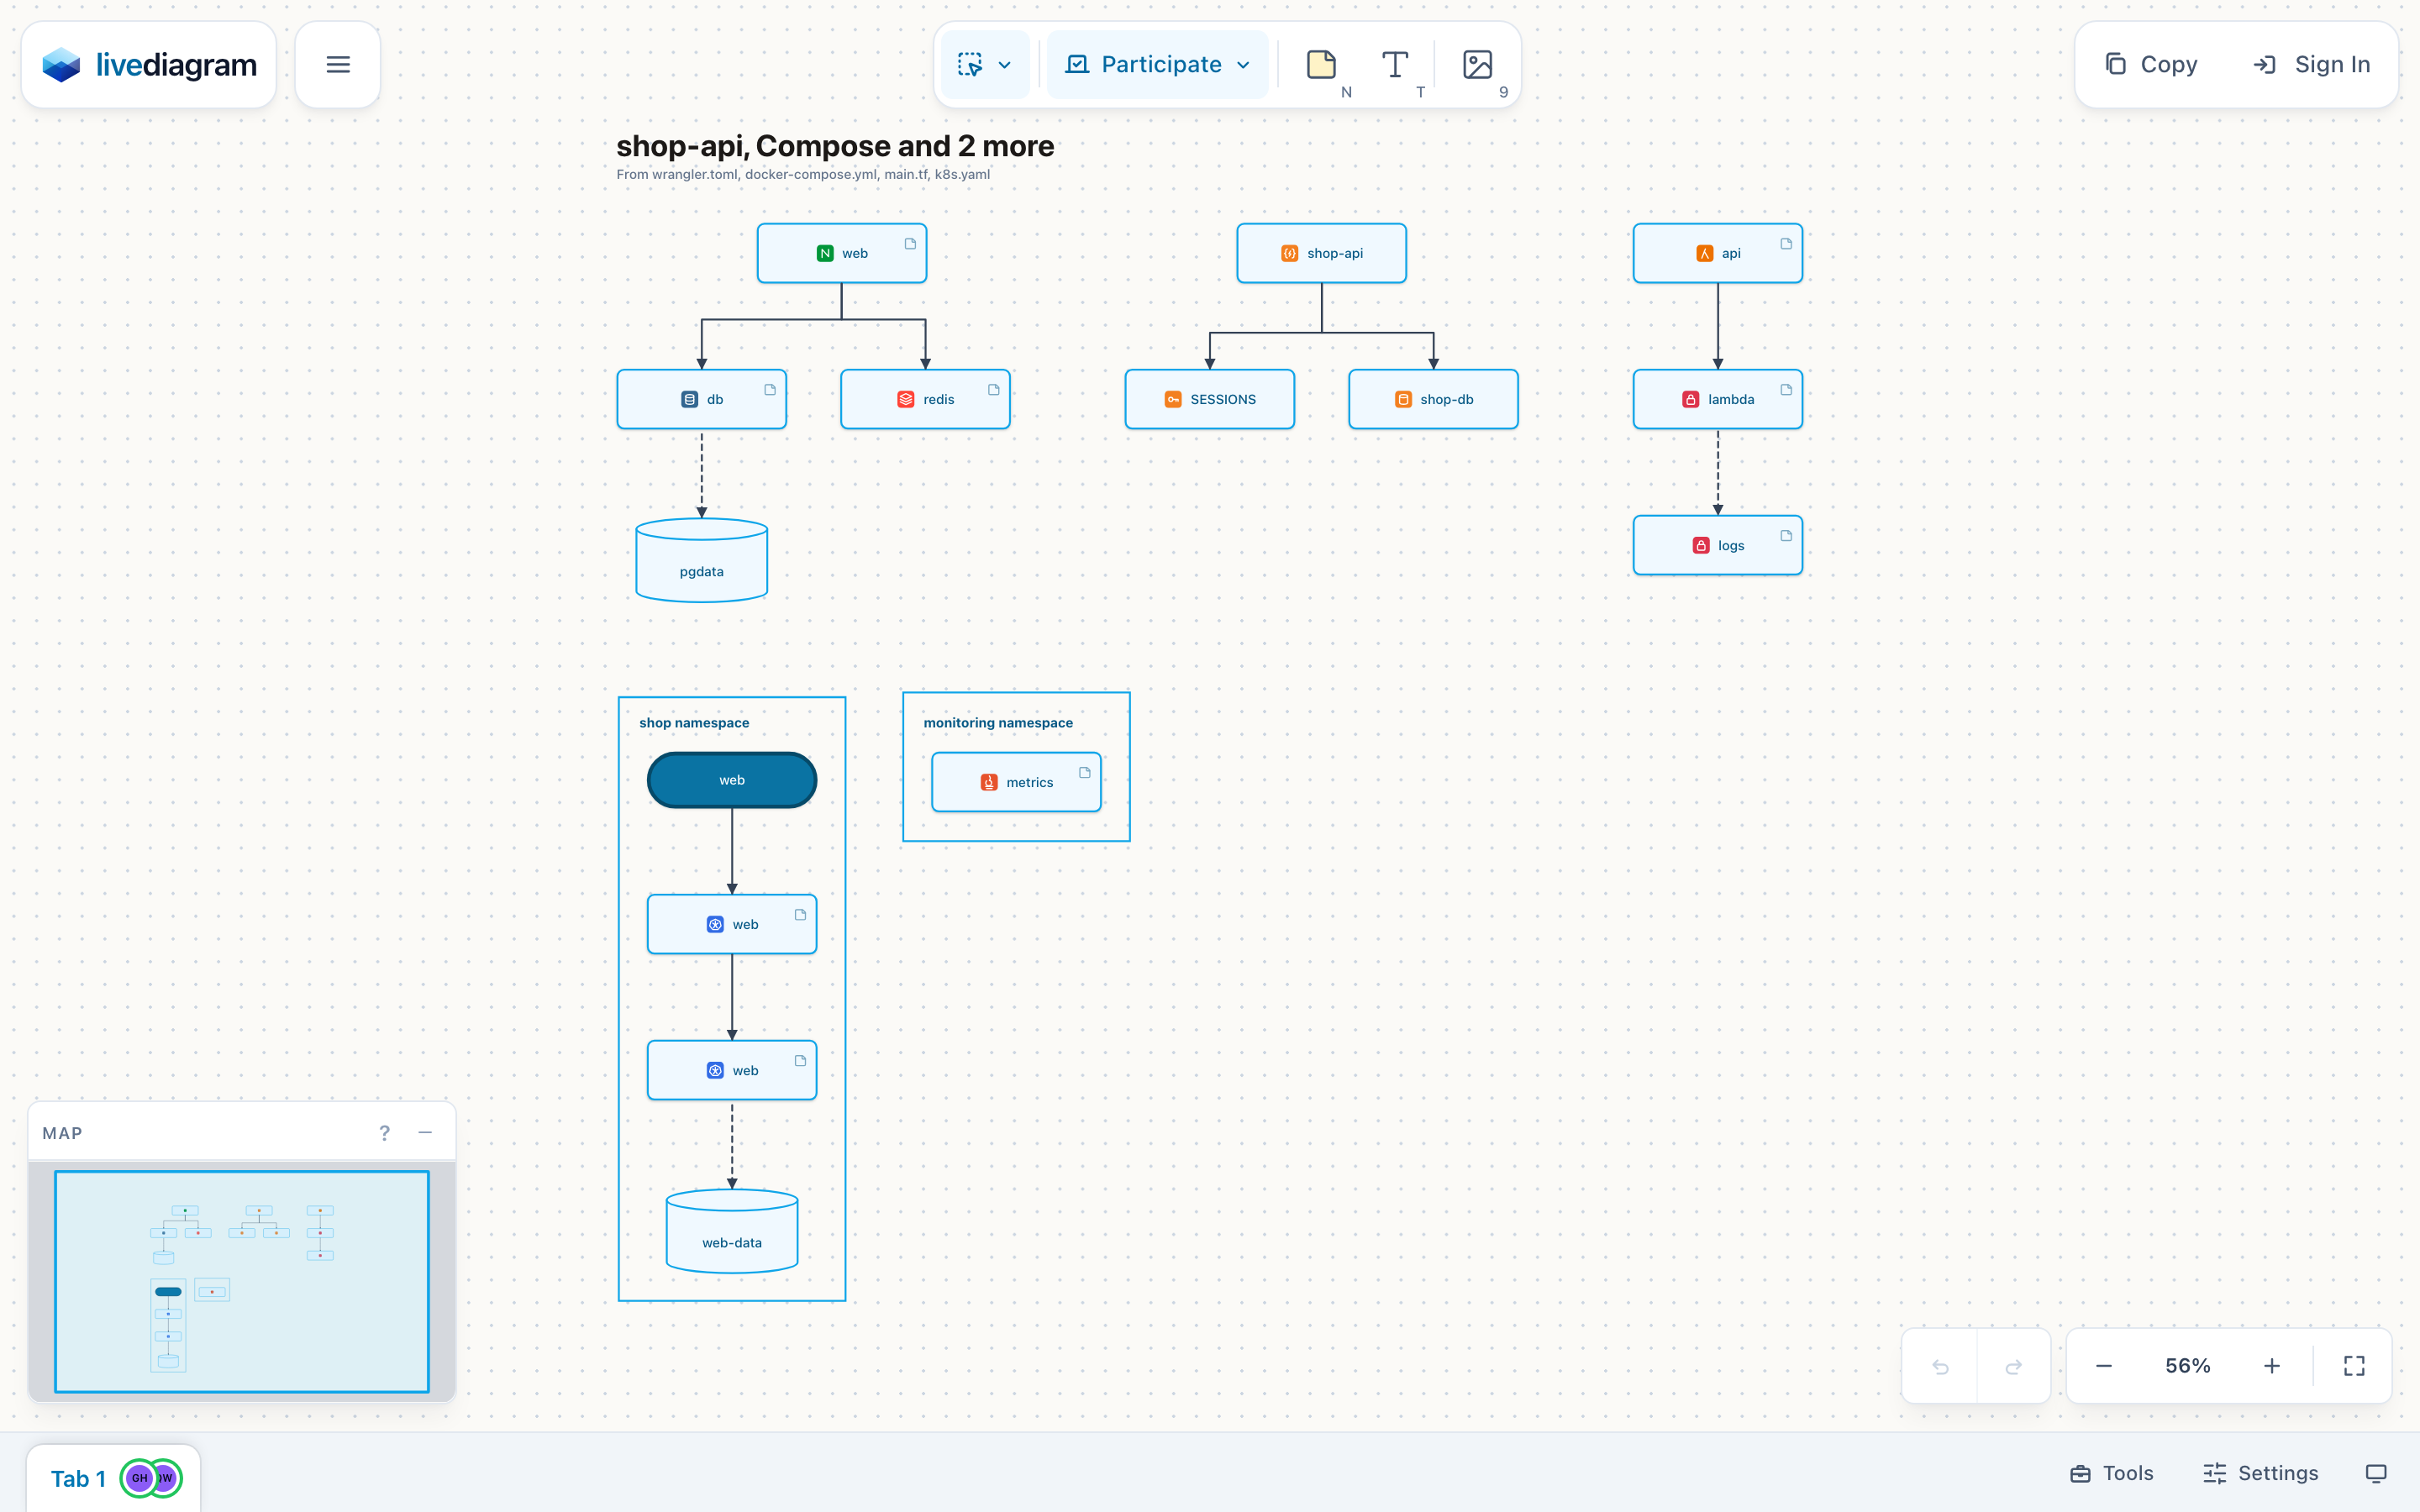 livediagram
Participate
N
T
9
Copy
Sign In
shop-api, Compose and 2 more
From wrangler.toml, docker-compose.yml, main.tf, k8s.yaml
web
shop-api
api
db
redis
SESSIONS
shop-db
lambda
logs
pgdata
shop namespace
monitoring namespace
web
metrics
web
web
web-data
MAP
?
56%
Tab 1
GH
Tools
Settings